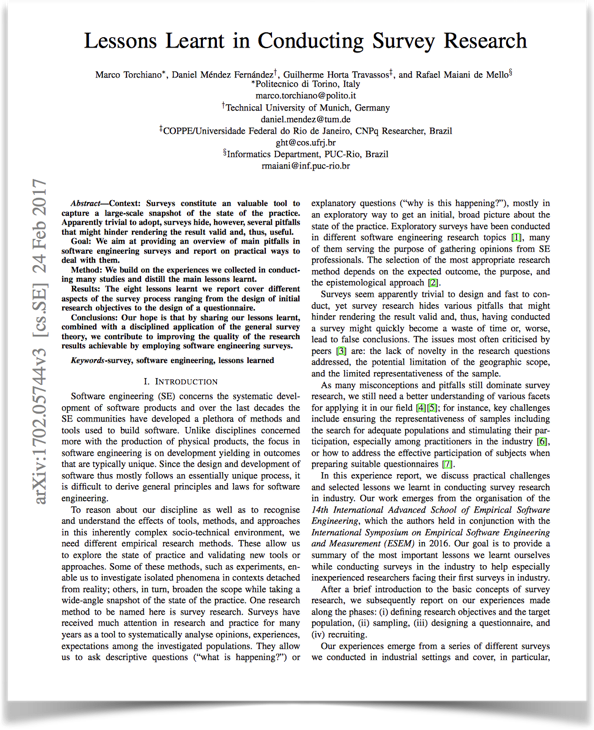 Lessons Learnt in Conducting Survey Research
Marco Torchiano*, Daniel Méndez Fernández†, Guilherme Horta Travassos‡, and Rafael Maiani de Mello§
*Politecnico di Torino, Italy
marco.torchiano@polito.it
†Technical University of Munich, Germany
daniel.mendez@tum.de
‡COPPE/Universidade Federal do Rio de Janeiro, CNPq Researcher, Brazil
ght@cos.ufrj.br
§Informatics Department, PUC-Rio, Brazil
rmaiani@inf.puc-rio.br
arXiv:1702.05744v3 [cs.SE] 24 Feb 2017
Abstract—Context: Surveys constitute an valuable tool to
capture a large-scale snapshot of the state of the practice.
Apparently trivial to adopt, surveys hide, however, several pitfalls
that might hinder rendering the result valid and, thus, useful.
Goal: We aim at providing an overview of main pitfalls in
software engineering surveys and report on practical ways to
deal with them.
Method: We build on the experiences we collected in conduct-
ing many studies and distill the main lessons learnt.
Results: The eight lessons learnt we report cover different
aspects of the survey process ranging from the design of initial
research objectives to the design of a questionnaire.
Conclusions: Our hope is that by sharing our lessons learnt,
combined with a disciplined application of the general survey
theory, we contribute to improving the quality of the research
results achievable by employing software engineering surveys.
Keywords-survey, software engineering, lessons learned
I. Introduction
Software engineering (SE) concerns the systematic devel-
opment of software products and over the last decades the
SE communities have developed a plethora of methods and
tools used to build software. Unlike disciplines concerned
more with the production of physical products, the focus in
software engineering is on development yielding in outcomes
that are typically unique. Since the design and development of
software thus mostly follows an essentially unique process, it
is difficult to derive general principles and laws for software
engineering.
To reason about our discipline as well as to recognise
and understand the effects of tools, methods, and approaches
in this inherently complex socio-technical environment, we
need different empirical research methods. These allow us
to explore the state of practice and validating new tools or
approaches. Some of these methods, such as experiments, en-
able us to investigate isolated phenomena in contexts detached
from reality; others, in turn, broaden the scope while taking a
wide-angle snapshot of the state of the practice. One research
method to be named here is survey research. Surveys have
received much attention in research and practice for many
years as a tool to systematically analyse opinions, experiences,
expectations among the investigated populations. They allow
us to ask descriptive questions (“what is happening?”) or
explanatory questions (“why is this happening?”), mostly in
an exploratory way to get an initial, broad picture about the
state of the practice. Exploratory surveys have been conducted
in different software engineering research topics [1], many
of them serving the purpose of gathering opinions from SE
professionals. The selection of the most appropriate research
method depends on the expected outcome, the purpose, and
the epistemological approach [2].
Surveys seem apparently trivial to design and fast to con-
duct, yet survey research hides various pitfalls that might
hinder rendering the result valid and, thus, having conducted
a survey might quickly become a waste of time or, worse,
lead to false conclusions. The issues most often criticised by
peers [3] are: the lack of novelty in the research questions
addressed, the potential limitation of the geographic scope,
and the limited representativeness of the sample.
As many misconceptions and pitfalls still dominate survey
research, we still need a better understanding of various facets
for applying it in our field [4][5]; for instance, key challenges
include ensuring the representativeness of samples including
the search for adequate populations and stimulating their par-
ticipation, especially among practitioners in the industry [6],
or how to address the effective participation of subjects when
preparing suitable questionnaires [7].
In this experience report, we discuss practical challenges
and selected lessons we learnt in conducting survey research
in industry. Our work emerges from the organisation of the
14th International Advanced School of Empirical Software
Engineering, which the authors held in conjunction with the
International Symposium on Empirical Software Engineering
and Measurement (ESEM) in 2016. Our goal is to provide a
summary of the most important lessons we learnt ourselves
while conducting surveys in the industry to help especially
inexperienced researchers facing their first surveys in industry.
After a brief introduction to the basic concepts of survey
research, we subsequently report on our experiences made
along the phases: (i) defining research objectives and the target
population, (ii) sampling, (iii) designing a questionnaire, and
(iv) recruiting.
Our experiences emerge from a series of different surveys
we conducted in industrial settings and cover, in particular,